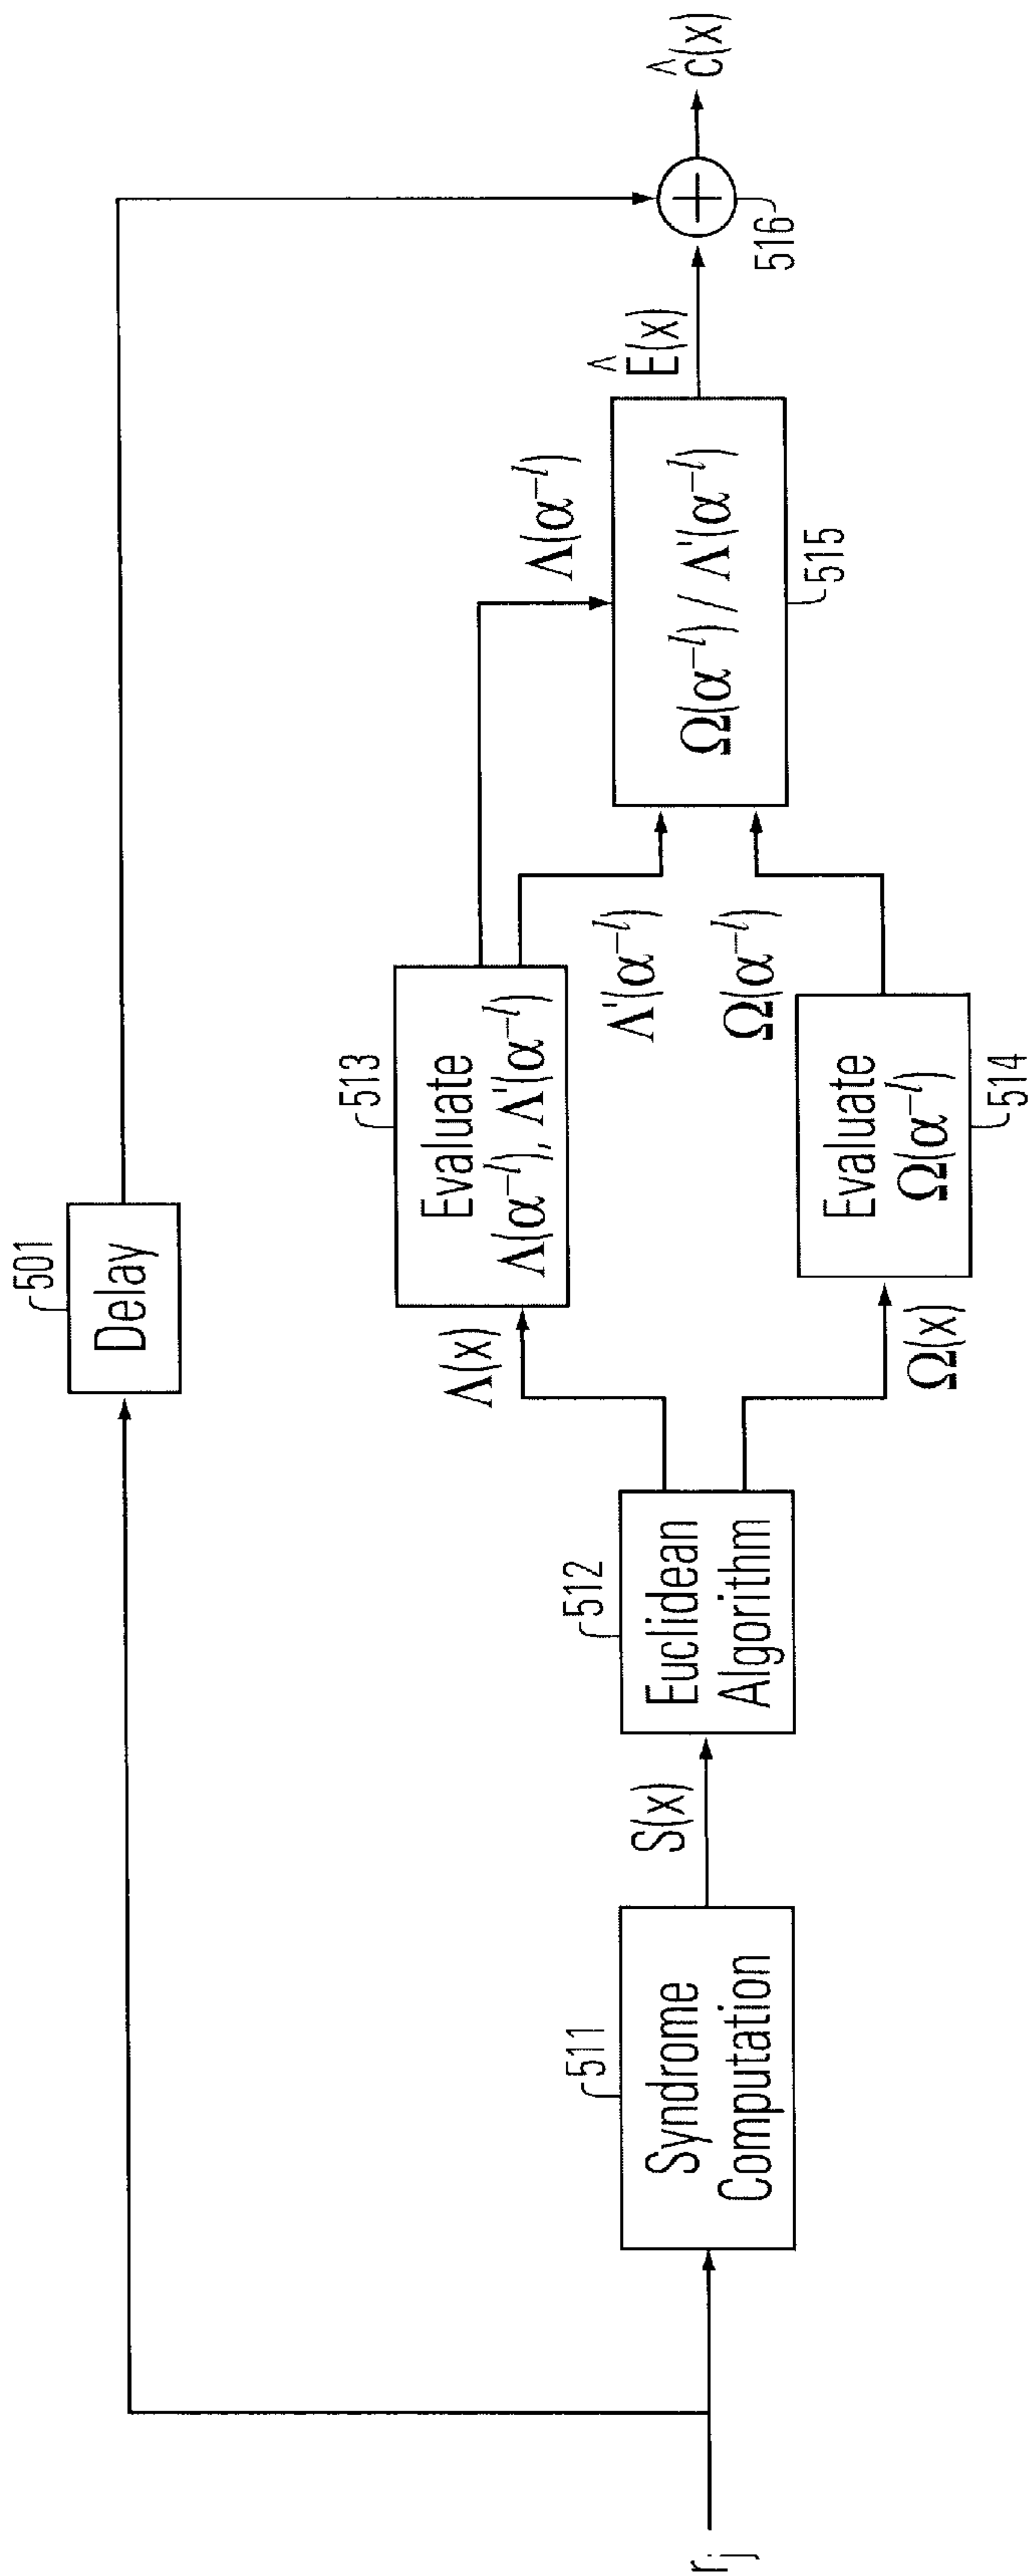 501
Delay
r_j
511
Syndrome
Computation
S(x)
512
Euclidean
Algorithm
Λ(x)
Ω(x)
513
Evaluate
Λ(α⁻ˡ), Λ'(α⁻ˡ)
514
Evaluate
Ω(α⁻ˡ)
Λ(α⁻ˡ)
Λ'(α⁻ˡ)
Ω(α⁻ˡ)
Ω(α⁻ˡ) / Λ'(α⁻ˡ)
515
Ê(x)
+
516
ĉ(x)